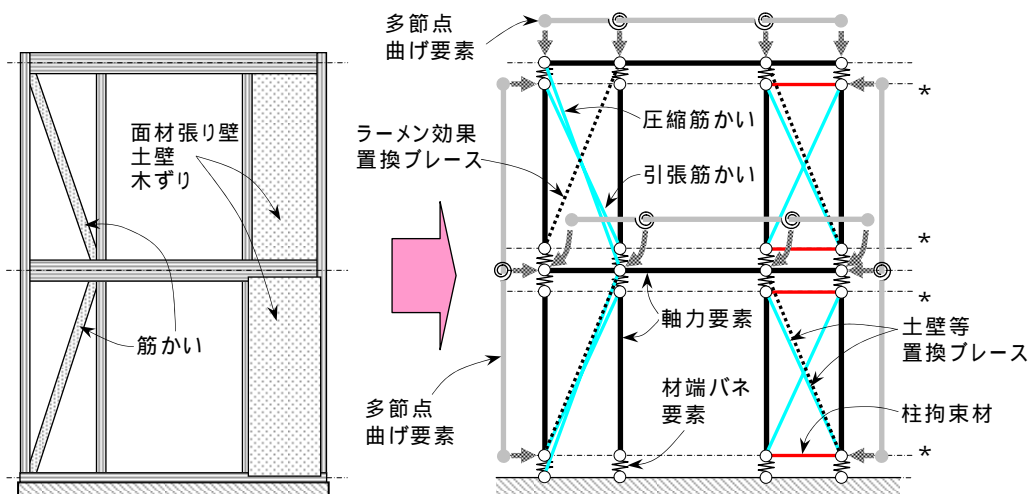 多節点
曲げ要素
面材張り壁
土壁
木ずり
筋かい
ラーメン効果
置換ブレース
圧縮筋かい
引張筋かい
軸力要素
土壁等
置換ブレース
材端バネ
要素
柱拘束材
多節点
曲げ要素
*
*
*
*